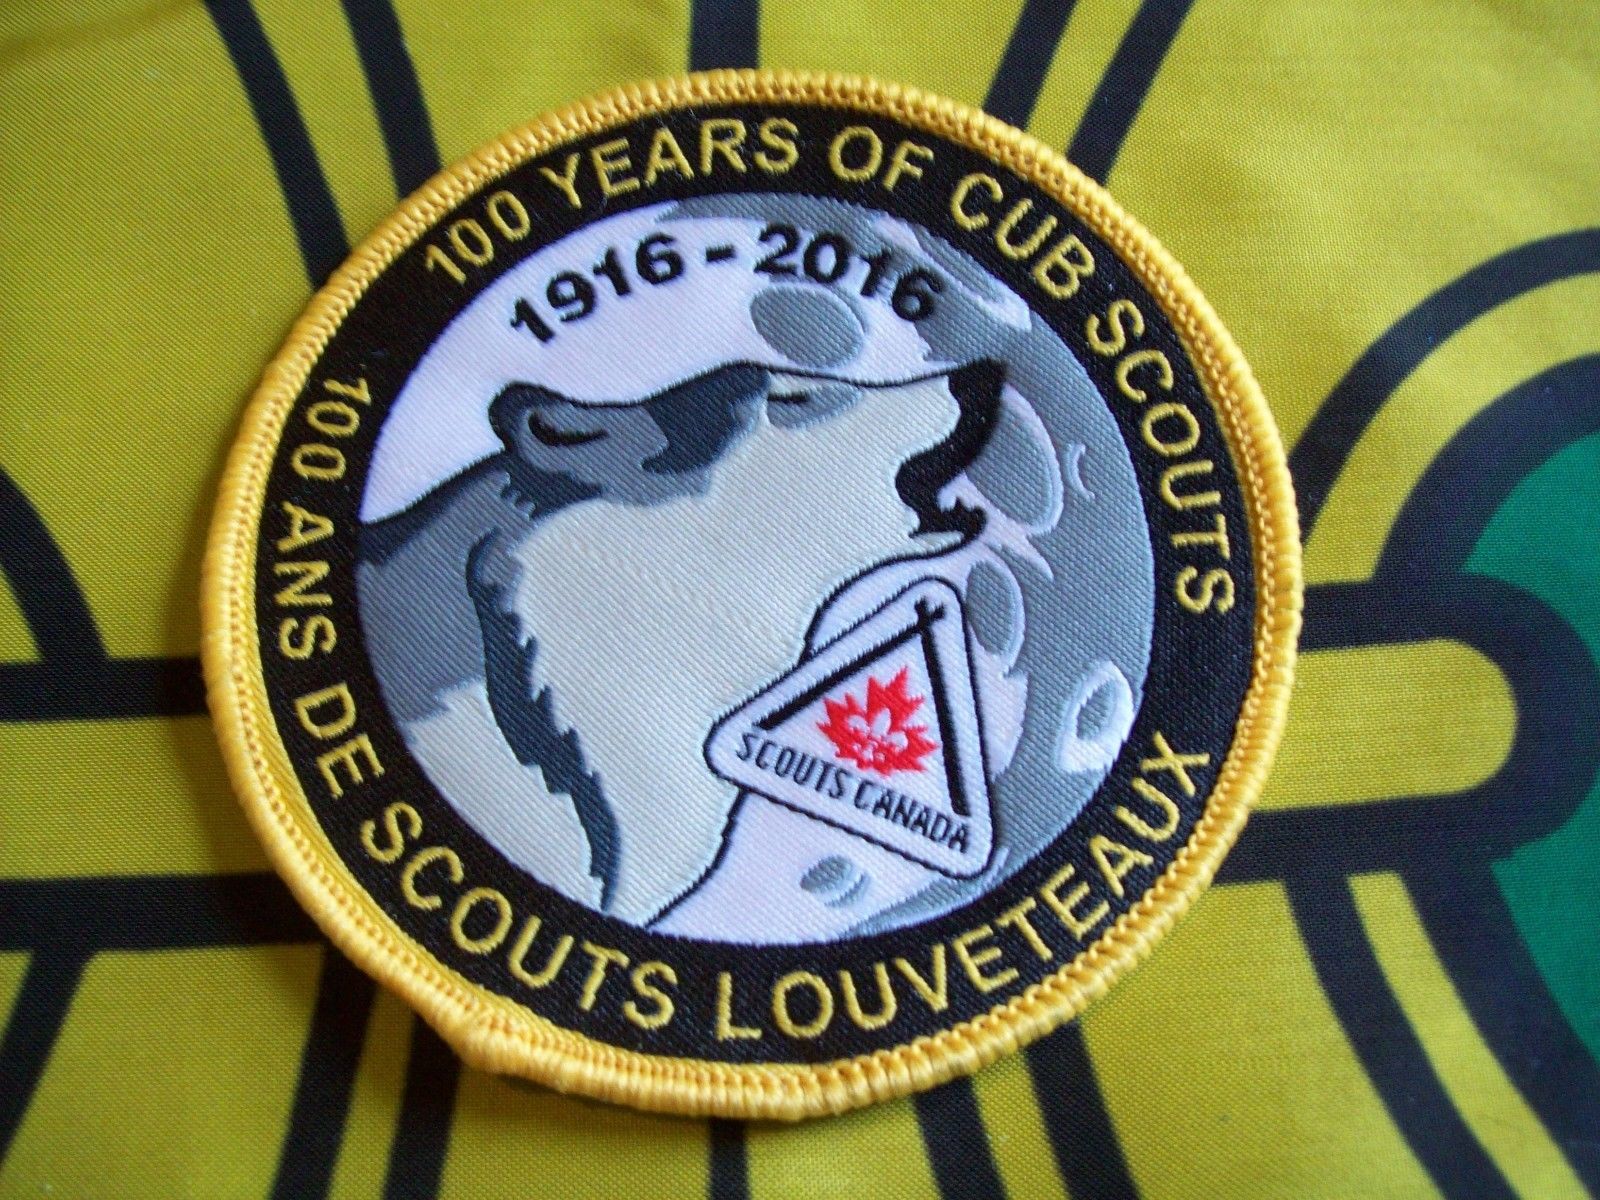 100 YEARS OF CUB SCOUTS
1916 - 2016
SCOUTS CANADA
100 ANS DE SCOUTS LOUVETEAUX